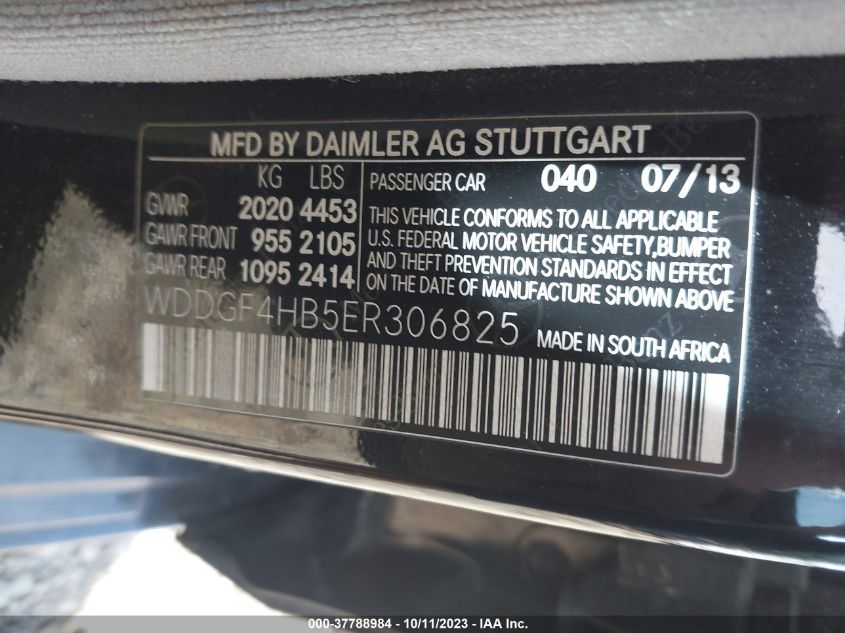 MFD BY DAIMLER AG STUTTGART
KG LBS
GVWR 2020 4453
GAWR FRONT 955 2105
GAWR REAR 1095 2414
PASSENGER CAR 040 07/13
THIS VEHICLE CONFORMS TO ALL APPLICABLE
U.S. FEDERAL MOTOR VEHICLE SAFETY,BUMPER
AND THEFT PREVENTION STANDARDS IN EFFECT
ON THE DATE OF MANUFACTURE SHOWN ABOVE
WDDGF4HB5ER306825 MADE IN SOUTH AFRICA
000-37788984 - 10/11/2023 - IAA Inc.